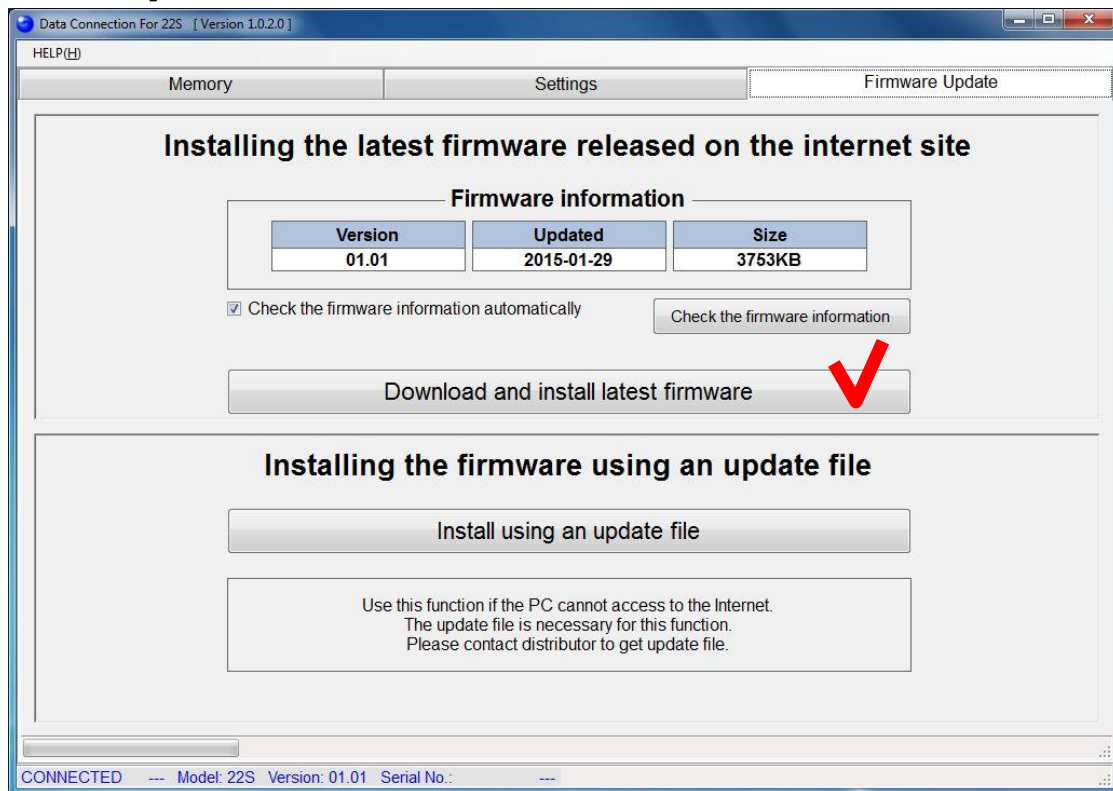 Data Connection For 22S [ Version 1.0.2.0 ]
HELP(H)
Memory Settings Firmware Update
Installing the latest firmware released on the internet site
Firmware information
Version Updated Size
01.01 2015-01-29 3753KB
Check the firmware information automatically
Check the firmware information
Download and install latest firmware
Installing the firmware using an update file
Install using an update file
Use this function if the PC cannot access to the Internet.
The update file is necessary for this function.
Please contact distributor to get update file.
CONNECTED --- Model: 22S Version: 01.01 Serial No.: ---